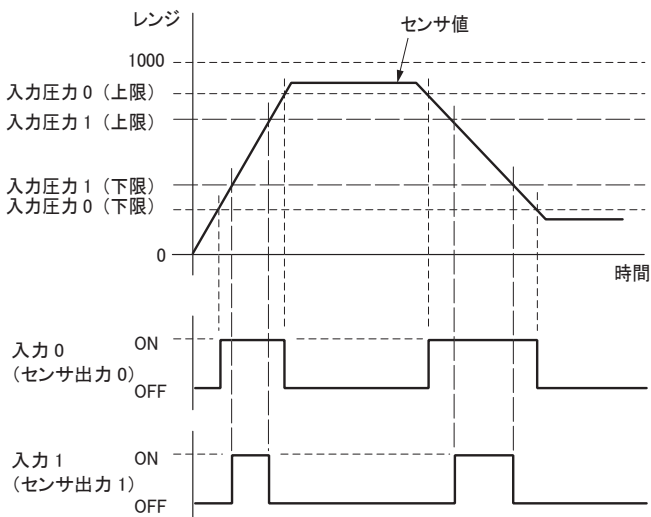 レンジ
センサ値
1000
入力圧力0（上限）
入力圧力1（上限）
入力圧力1（下限）
入力圧力0（下限）
0
時間
入力0
（センサ出力0）
ON
OFF
入力1
（センサ出力1）
ON
OFF